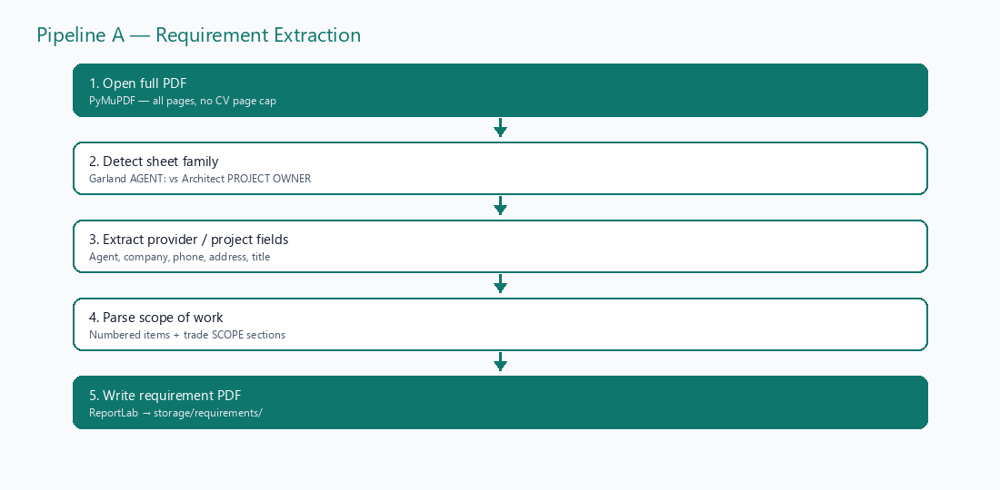 Pipeline A — Requirement Extraction
1. Open full PDF
PyMuPDF — all pages, no CV page cap
2. Detect sheet family
Garland AGENT: vs Architect PROJECT OWNER
3. Extract provider / project fields
Agent, company, phone, address, title
4. Parse scope of work
Numbered items + trade SCOPE sections
5. Write requirement PDF
ReportLab → storage/requirements/